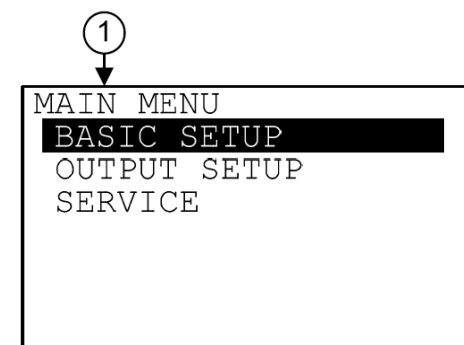 1
MAIN MENU
BASIC SETUP
OUTPUT SETUP
SERVICE